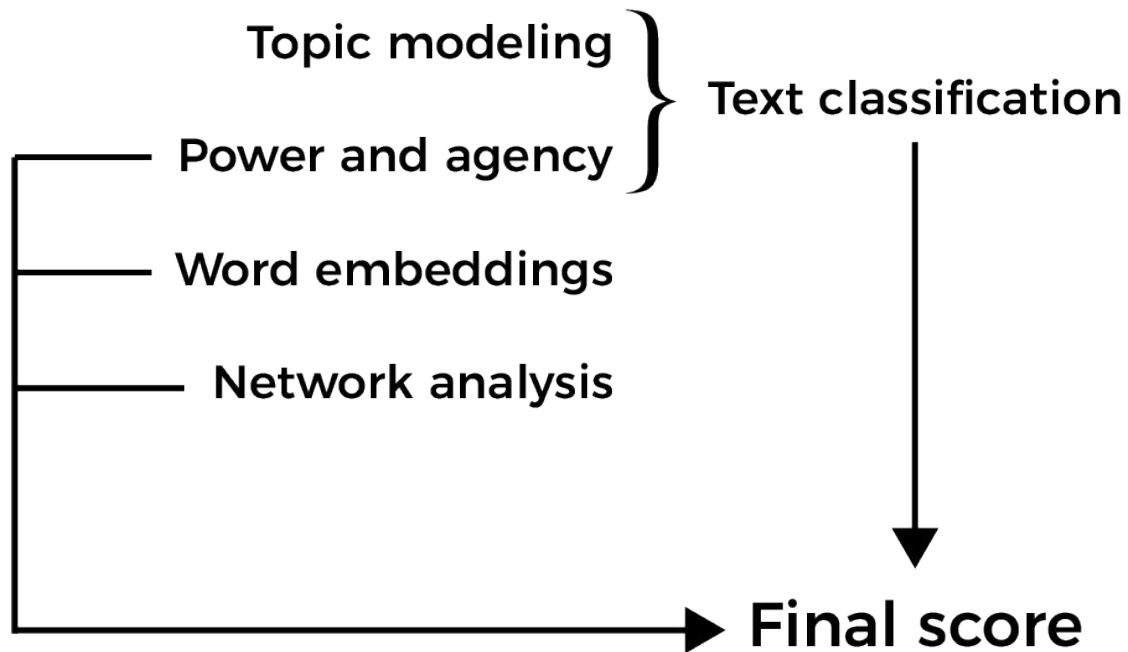 Topic modeling
Text classification
Power and agency
Word embeddings
Network analysis
Final score